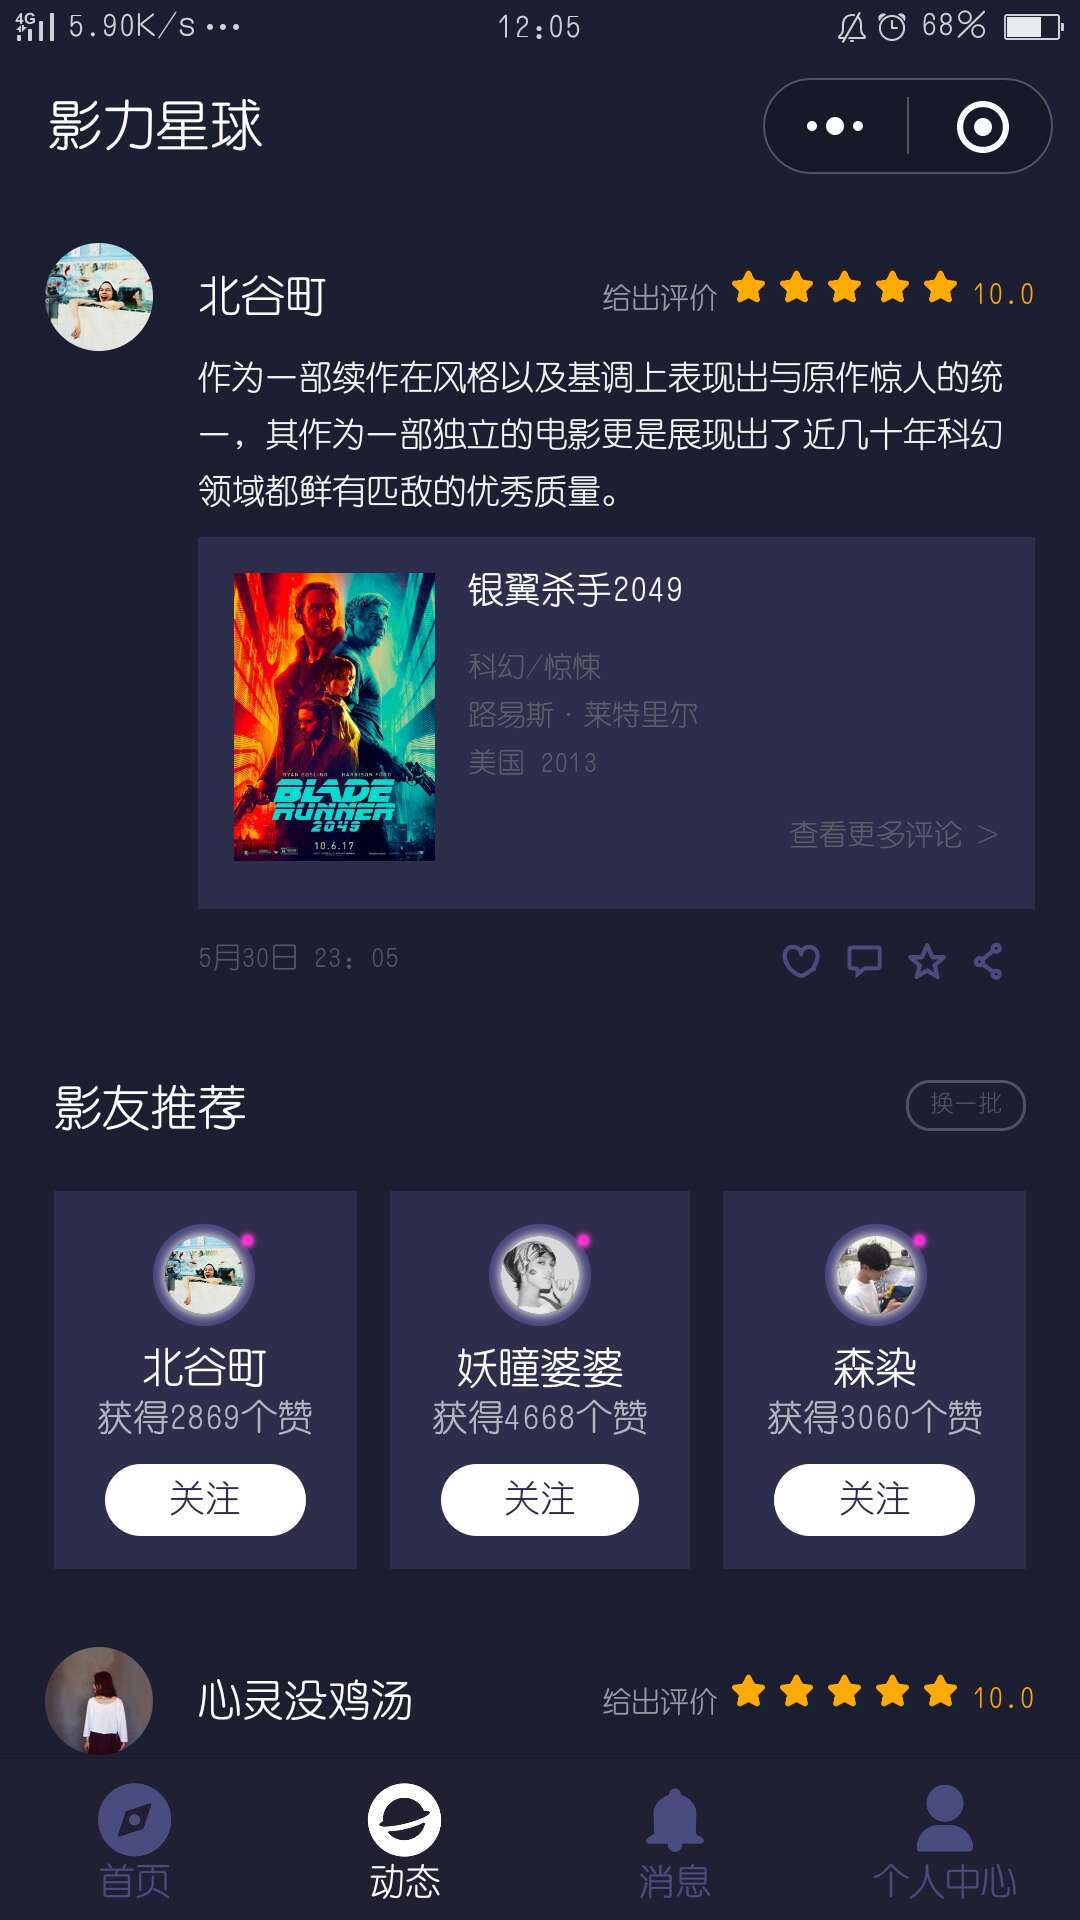 4G 5.90K/s ... 12:05 68%
影力星球
北谷町 给出评价 10.0
作为一部续作在风格以及基调上表现出与原作惊人的统
一，其作为一部独立的电影更是展现出了近几十年科幻
领域都鲜有匹敌的优秀质量。
银翼杀手2049
科幻/惊悚
路易斯·莱特里尔
美国 2013
RYAN GOSLING HARRISON FORD
BLADE
RUNNER
2049
10.6.17
查看更多评论 >
5月30日 23：05
影友推荐 换一批
北谷町 妖瞳婆婆 森染
获得2869个赞 获得4668个赞 获得3060个赞
关注 关注 关注
心灵没鸡汤 给出评价 10.0
首页 动态 消息 个人中心